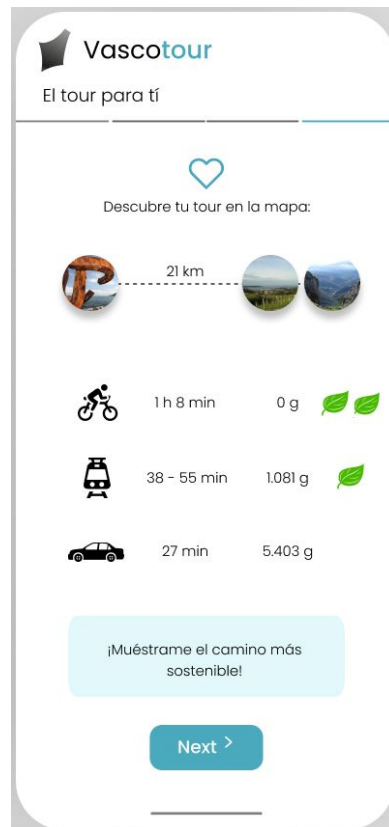 Vascotour
El tour para tí
Descubre tu tour en la mapa:
21 km
1 h 8 min 0 g
38 - 55 min 1.081 g
27 min 5.403 g
¡Muéstrame el camino más
sostenible!
Next >